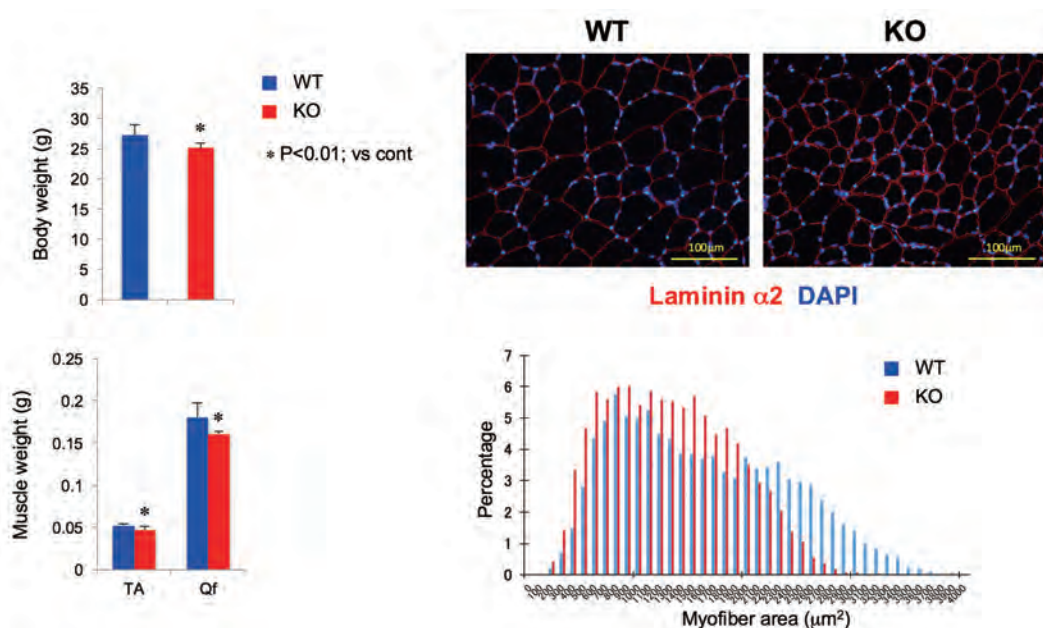 WT
KO
Body weight (g)
35
30
25
20
15
10
5
0
*
WT
KO
* P<0.01; vs cont
100μm
100μm
Laminin α2 DAPI
Muscle weight (g)
0.25
0.2
0.15
0.1
0.05
0
*
*
TA Qf
Percentage
7
6
5
4
3
2
1
0
WT
KO
Myofiber area (μm²)